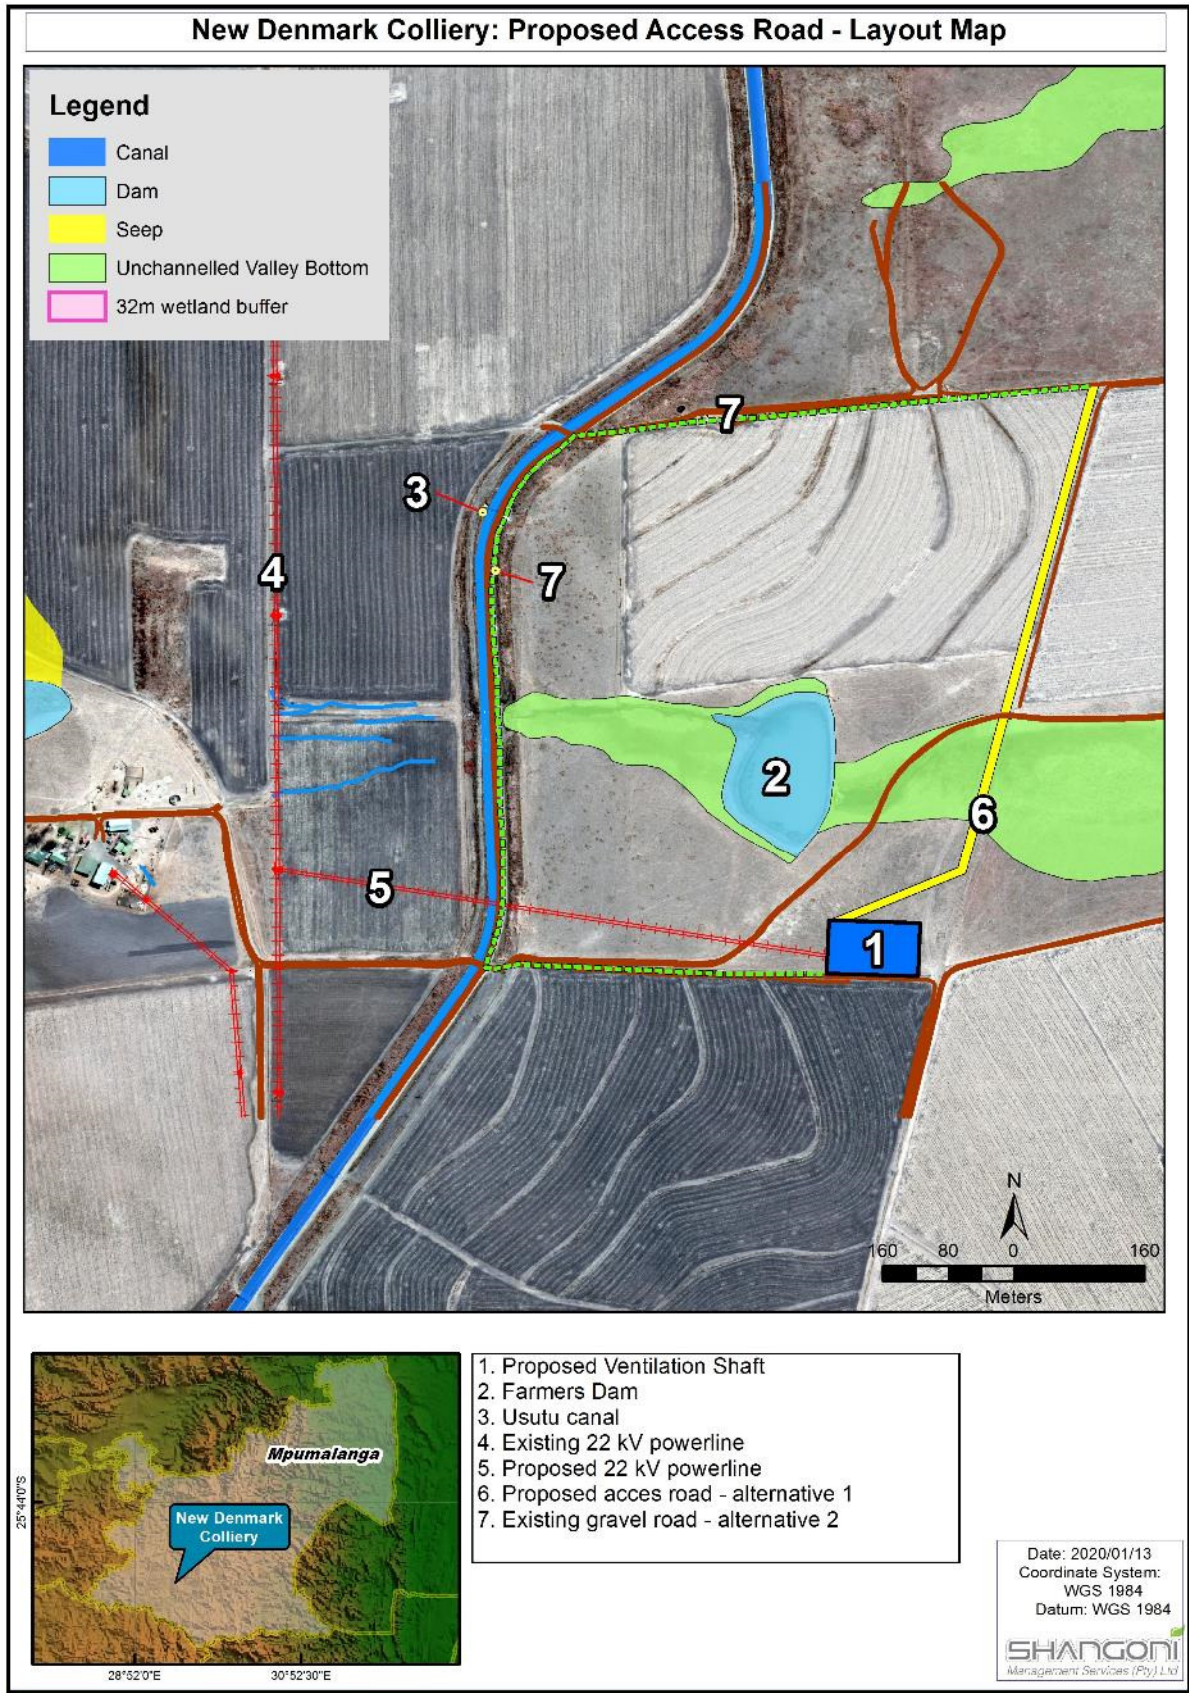 New Denmark Colliery: Proposed Access Road - Layout Map
Legend
Canal
Dam
Seep
Unchannelled Valley Bottom
32m wetland buffer
7
3
4
7
2
6
5
1
N
160 80 0 160
Meters
Mpumalanga
New Denmark
Colliery
25°44'0"S
28°52'0"E 30°52'30"E
1. Proposed Ventilation Shaft
2. Farmers Dam
3. Usutu canal
4. Existing 22 kV powerline
5. Proposed 22 kV powerline
6. Proposed acces road - alternative 1
7. Existing gravel road - alternative 2
Date: 2020/01/13
Coordinate System:
WGS 1984
Datum: WGS 1984
SHANGONI
Management Services (Pty) Ltd